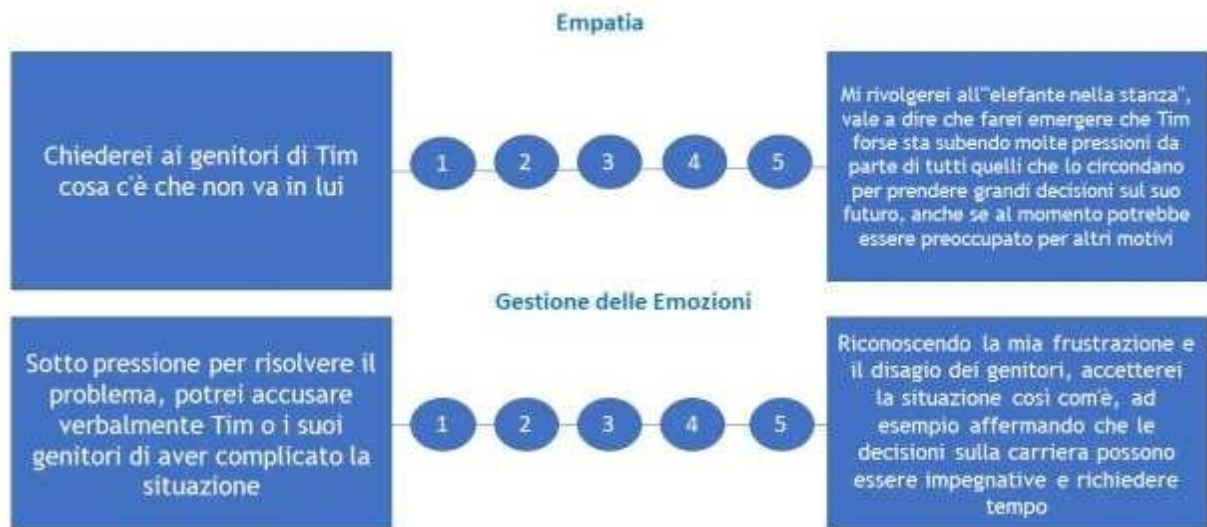 Empatia
Chiederei ai genitori di Tim
cosa c'è che non va in lui
1 2 3 4 5
Mi rivolgerei all'"elefante nella stanza",
vale a dire che farei emergere che Tim
forse sta subendo molte pressioni da
parte di tutti quelli che lo circondano
per prendere grandi decisioni sul suo
futuro, anche se al momento potrebbe
essere preoccupato per altri motivi
Gestione delle Emozioni
Sotto pressione per risolvere il
problema, potrei accusare
verbalmente Tim o i suoi
genitori di aver complicato la
situazione
1 2 3 4 5
Riconoscendo la mia frustrazione e
il disagio dei genitori, accetterei
la situazione così com'è, ad
esempio affermando che le
decisioni sulla carriera possono
essere impegnative e richiedere
tempo